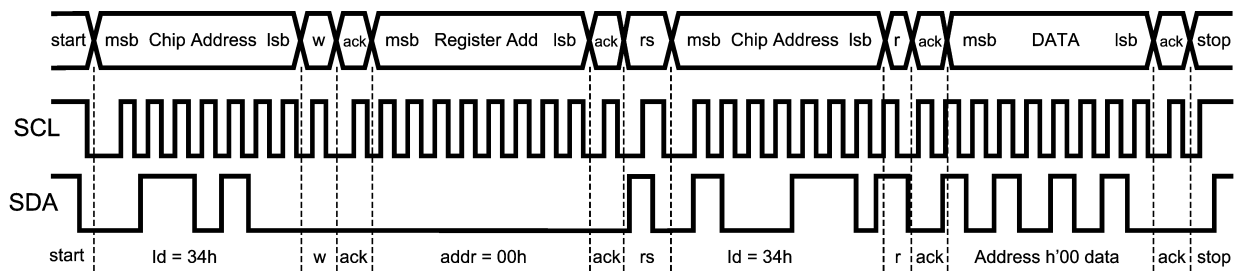 start msb Chip Address lsb w ack msb Register Add lsb ack rs msb Chip Address lsb r ack msb DATA lsb ack stop
SCL
SDA
start Id = 34h w ack addr = 00h ack rs Id = 34h r ack Address h'00 data ack stop